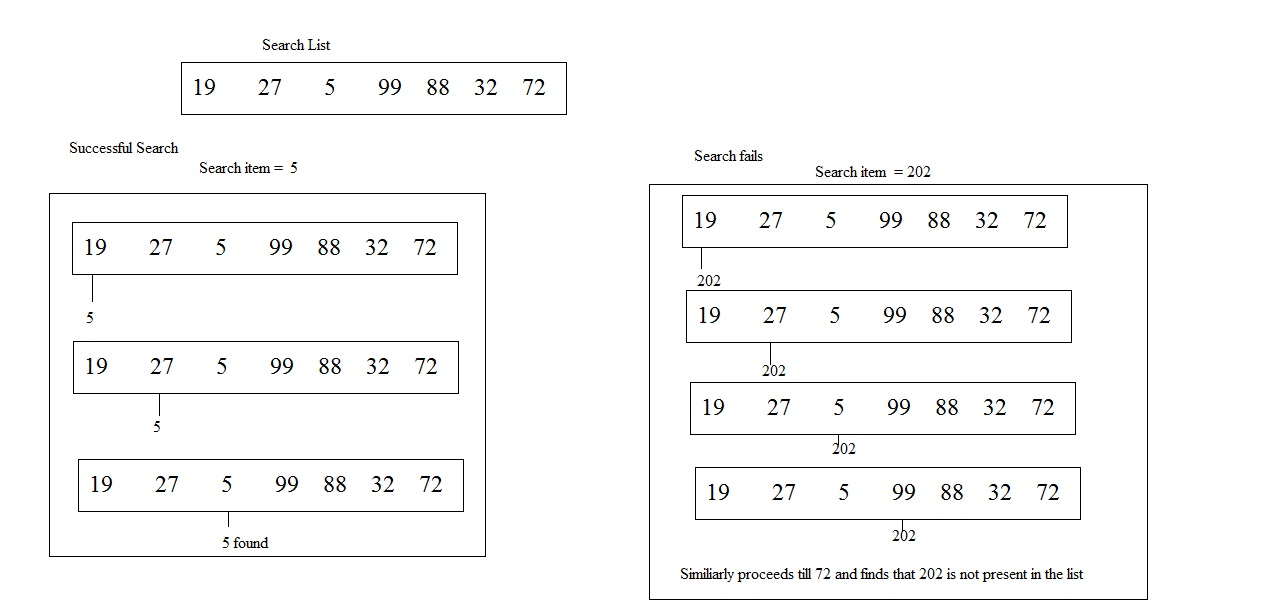 Search List
19 27 5 99 88 32 72
Successful Search
Search item = 5
19 27 5 99 88 32 72
5
19 27 5 99 88 32 72
5
19 27 5 99 88 32 72
5 found
Search fails
Search item = 202
19 27 5 99 88 32 72
202
19 27 5 99 88 32 72
202
19 27 5 99 88 32 72
202
19 27 5 99 88 32 72
202
Similiarly proceeds till 72 and finds that 202 is not present in the list